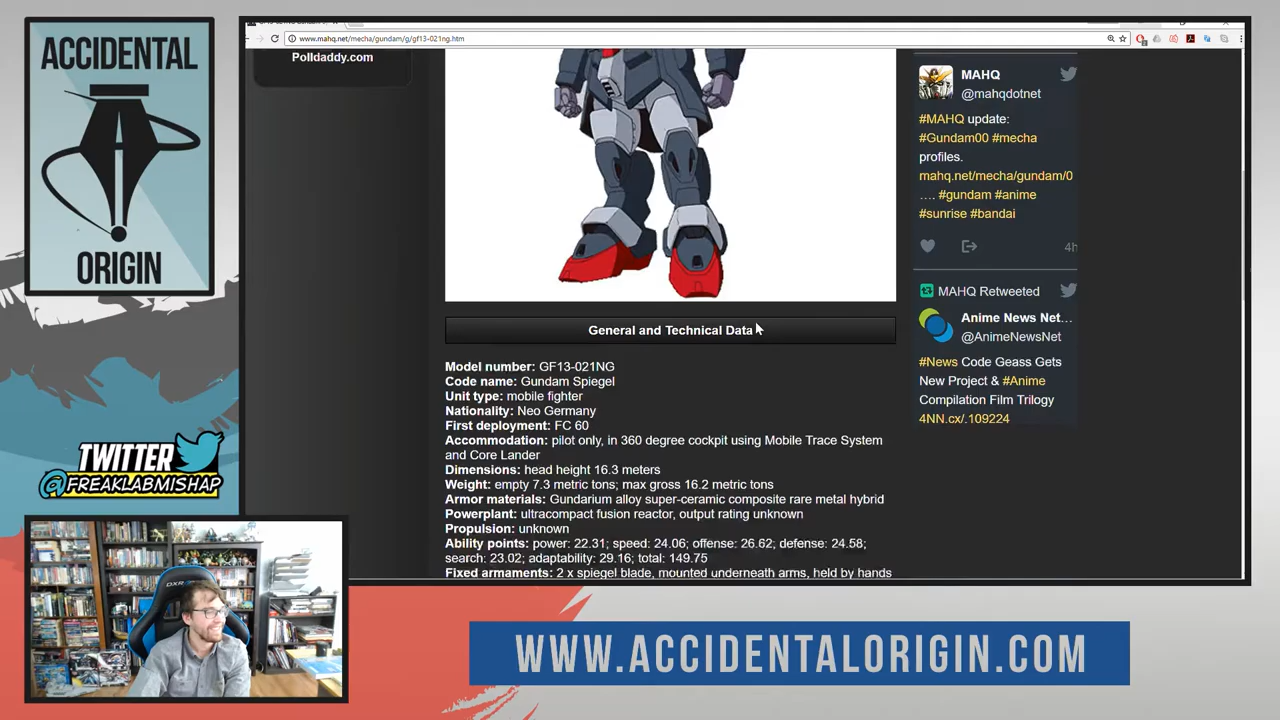 ACCIDENTAL
ORIGIN
TWITTER
@FREAKLABMISHAP
www.mahq.net/mecha/gundam/g/gf13-021ng.htm
Polldaddy.com
MAHQ
@mahqdotnet
#MAHQ update:
#Gundam00 #mecha
profiles.
mahq.net/mecha/gundam/0
…. #gundam #anime
#sunrise #bandai
4h
MAHQ Retweeted
Anime News Net…
@AnimeNewsNet
#News Code Geass Gets
New Project & #Anime
Compilation Film Trilogy
4NN.cx/.109224
General and Technical Data
Model number: GF13-021NG
Code name: Gundam Spiegel
Unit type: mobile fighter
Nationality: Neo Germany
First deployment: FC 60
Accommodation: pilot only, in 360 degree cockpit using Mobile Trace System
and Core Lander
Dimensions: head height 16.3 meters
Weight: empty 7.3 metric tons; max gross 16.2 metric tons
Armor materials: Gundarium alloy super-ceramic composite rare metal hybrid
Powerplant: ultracompact fusion reactor, output rating unknown
Propulsion: unknown
Ability points: power: 22.31; speed: 24.06; offense: 26.62; defense: 24.58;
search: 23.02; adaptability: 29.16; total: 149.75
Fixed armaments: 2 x spiegel blade, mounted underneath arms, held by hands
WWW.ACCIDENTALORIGIN.COM